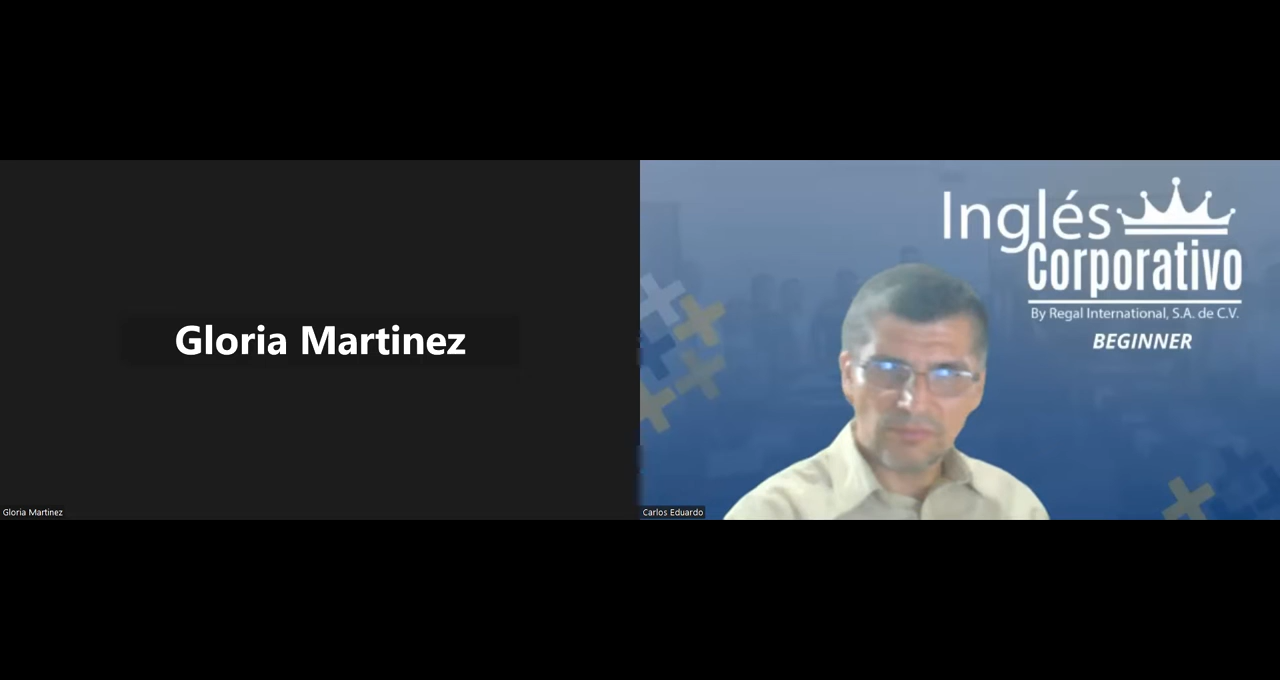 Gloria Martinez
Gloria Martinez
Inglés
Corporativo
By Regal International, S.A. de C.V.
BEGINNER
Carlos Eduardo